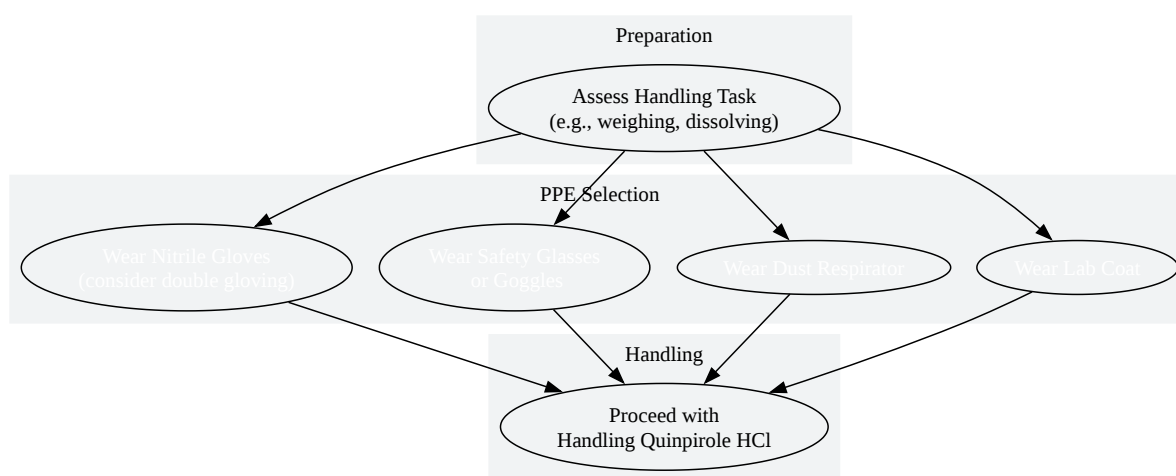 Preparation
Assess Handling Task
(e.g., weighing, dissolving)
PPE Selection
Wear Nitrile Gloves
(consider double gloving)
Wear Safety Glasses
or Goggles
Wear Dust Respirator
Wear Lab Coat
Handling
Proceed with
Handling Quinpirole HCl